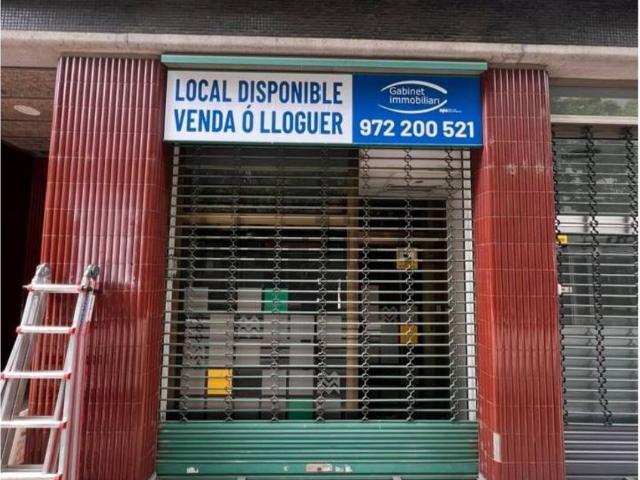 LOCAL DISPONIBLE
VENDA Ó LLOGUER
Gabinet
immobiliari
972 200 521